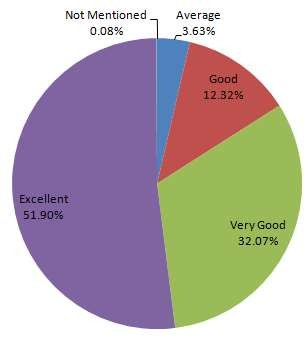 Not Mentioned
0.08%
Average
3.63%
Good
12.32%
Very Good
32.07%
Excellent
51.90%